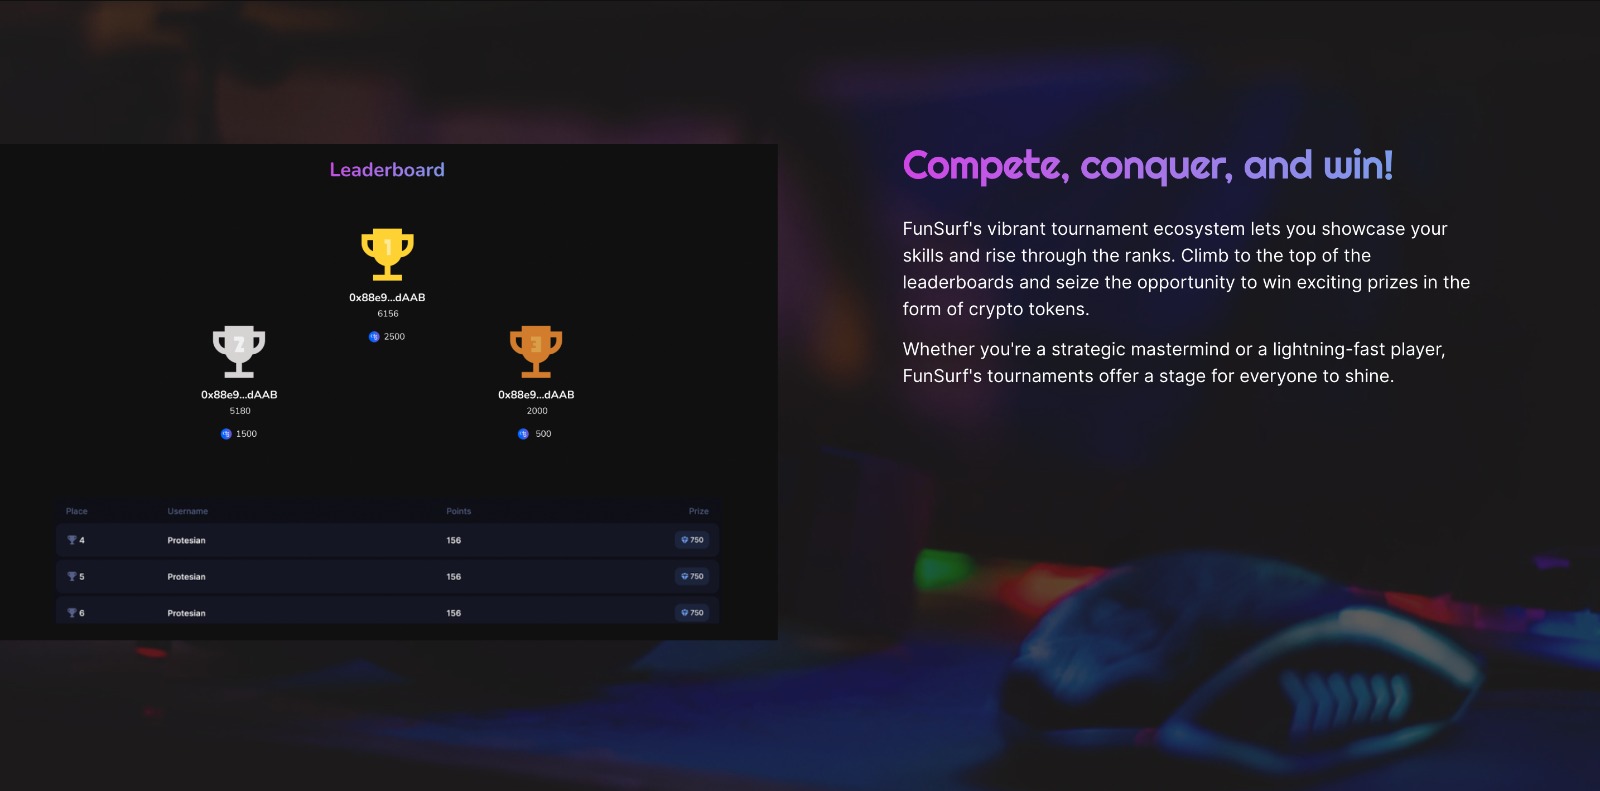 Leaderboard
1
0x88e9...dAAB
6156
2500
2
0x88e9...dAAB
5180
1500
3
0x88e9...dAAB
2000
500
Place Username Points Prize
4 Protesian 156 750
5 Protesian 156 750
6 Protesian 156 750
Compete, conquer, and win!
FunSurf's vibrant tournament ecosystem lets you showcase your
skills and rise through the ranks. Climb to the top of the
leaderboards and seize the opportunity to win exciting prizes in the
form of crypto tokens.
Whether you're a strategic mastermind or a lightning-fast player,
FunSurf's tournaments offer a stage for everyone to shine.